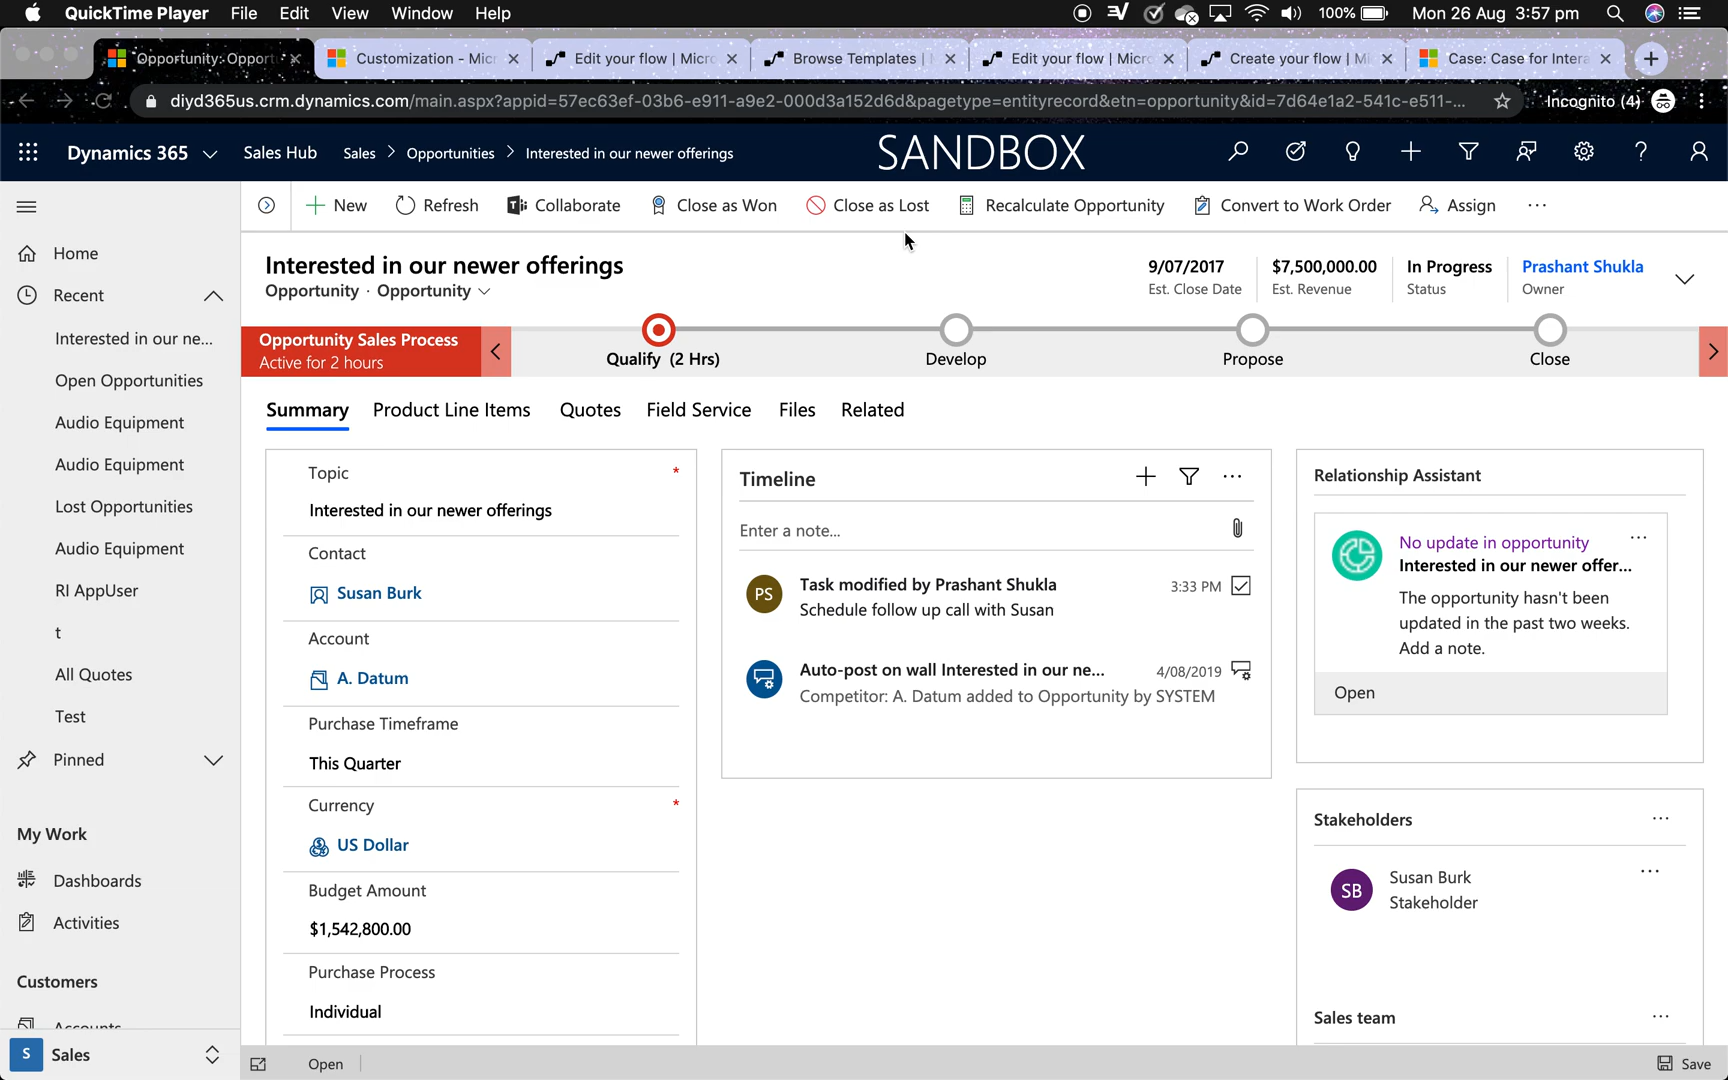 QuickTime Player File Edit View Window Help 100% Mon 26 Aug 3:57 pm
Opportunity: Opport Customization - Micr Edit your flow | Micro Browse Templates | Edit your flow | Micro Create your flow | Mi Case: Case for Intera
diyd365us.crm.dynamics.com/main.aspx?appid=57ec63ef-03b6-e911-a9e2-000d3a152d6d&pagetype=entityrecord&etn=opportunity&id=7d64e1a2-541c-e511-... Incognito (4)
Dynamics 365 Sales Hub Sales > Opportunities > Interested in our newer offerings SANDBOX
New Refresh Collaborate Close as Won Close as Lost Recalculate Opportunity Convert to Work Order Assign ...
Home
Recent
Interested in our ne...
Open Opportunities
Audio Equipment
Audio Equipment
Lost Opportunities
Audio Equipment
RI AppUser
t
All Quotes
Test
Pinned
My Work
Dashboards
Activities
Customers
Accounts
S Sales
Interested in our newer offerings
Opportunity · Opportunity
9/07/2017
Est. Close Date
$7,500,000.00
Est. Revenue
In Progress
Status
Prashant Shukla
Owner
Opportunity Sales Process
Active for 2 hours
Qualify (2 Hrs) Develop Propose Close
Summary Product Line Items Quotes Field Service Files Related
Topic *
Interested in our newer offerings
Contact
Susan Burk
Account
A. Datum
Purchase Timeframe
This Quarter
Currency *
US Dollar
Budget Amount
$1,542,800.00
Purchase Process
Individual
Timeline
Enter a note...
PS Task modified by Prashant Shukla 3:33 PM
Schedule follow up call with Susan
Auto-post on wall Interested in our ne... 4/08/2019
Competitor: A. Datum added to Opportunity by SYSTEM
Relationship Assistant
No update in opportunity
Interested in our newer offer...
The opportunity hasn't been
updated in the past two weeks.
Add a note.
Open
Stakeholders
SB Susan Burk
Stakeholder
Sales team
Open Save